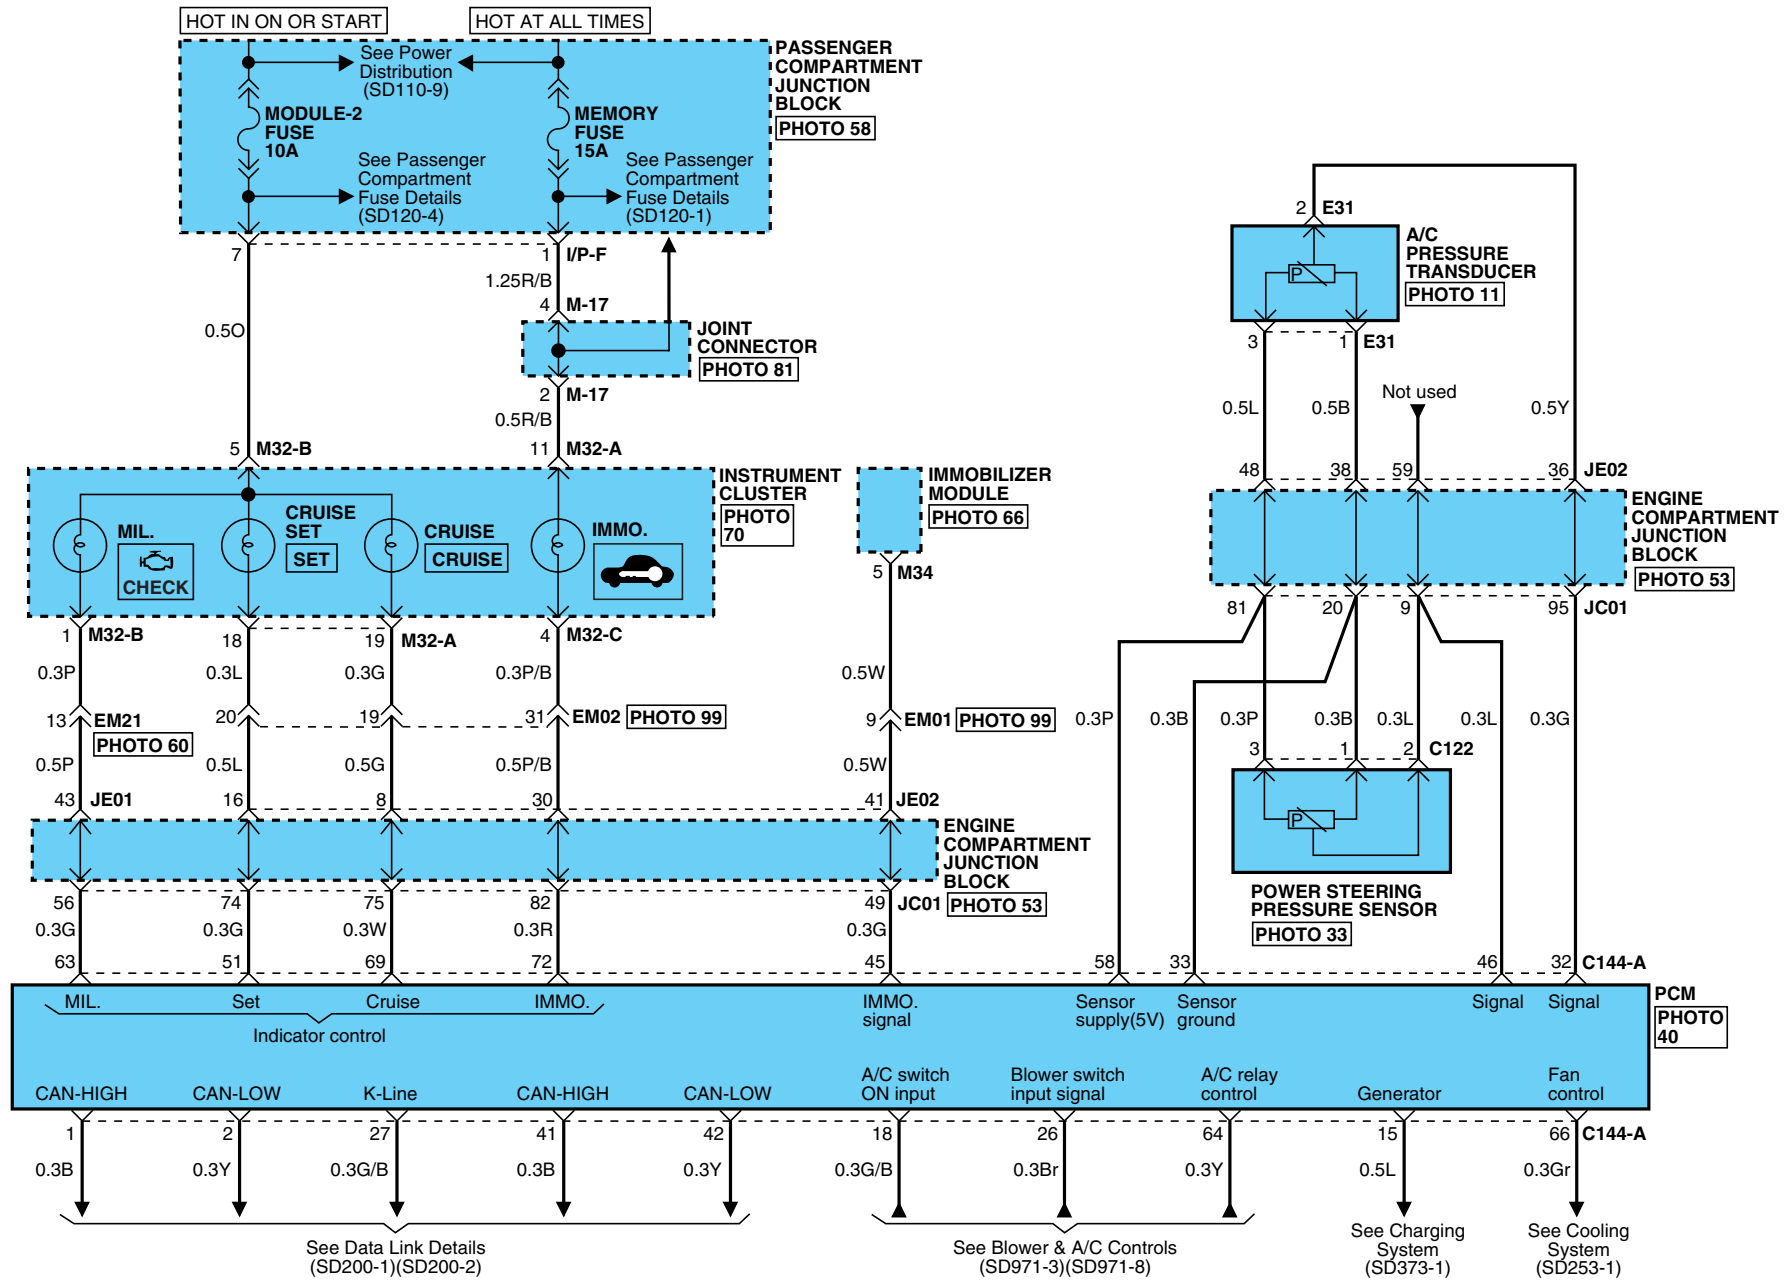 HOT IN ON OR START
HOT AT ALL TIMES
See Power
Distribution
(SD110-9)
PASSENGER
COMPARTMENT
JUNCTION
BLOCK
PHOTO 58
MODULE-2
FUSE
10A
MEMORY
FUSE
15A
See Passenger
Compartment
Fuse Details
(SD120-4)
See Passenger
Compartment
Fuse Details
(SD120-1)
7
1
I/P-F
1.25R/B
4
M-17
0.5O
JOINT
CONNECTOR
PHOTO 81
2
M-17
0.5R/B
5
M32-B
11
M32-A
INSTRUMENT
CLUSTER
PHOTO
70
MIL.
CHECK
CRUISE
SET
SET
CRUISE
CRUISE
IMMO.
IMMOBILIZER
MODULE
PHOTO 66
5
M34
1
M32-B
18
19
M32-A
4
M32-C
0.3P
0.3L
0.3G
0.3P/B
0.5W
13
EM21
PHOTO 60
20
19
31
EM02
PHOTO 99
9
EM01
PHOTO 99
0.5P
0.5L
0.5G
0.5P/B
0.5W
43
JE01
16
8
30
41
JE02
ENGINE
COMPARTMENT
JUNCTION
BLOCK
56
74
75
82
49
JC01
PHOTO 53
0.3G
0.3G
0.3W
0.3R
0.3G
63
51
69
72
45
2
E31
A/C
PRESSURE
TRANSDUCER
PHOTO 11
P
3
1
E31
Not used
0.5L
0.5B
0.5Y
48
38
59
36
JE02
ENGINE
COMPARTMENT
JUNCTION
BLOCK
PHOTO 53
81
20
9
95
JC01
0.3P
0.3B
0.3P
0.3B
0.3L
0.3L
0.3G
3
1
2
C122
P
POWER STEERING
PRESSURE SENSOR
PHOTO 33
58
33
46
32
C144-A
MIL.
Set
Cruise
IMMO.
Indicator control
IMMO.
signal
Sensor
supply(5V)
Sensor
ground
Signal
Signal
PCM
PHOTO
40
CAN-HIGH
CAN-LOW
K-Line
CAN-HIGH
CAN-LOW
A/C switch
ON input
Blower switch
input signal
A/C relay
control
Generator
Fan
control
1
2
27
41
42
18
26
64
15
66
C144-A
0.3B
0.3Y
0.3G/B
0.3B
0.3Y
0.3G/B
0.3Br
0.3Y
0.5L
0.3Gr
See Data Link Details
(SD200-1)(SD200-2)
See Blower & A/C Controls
(SD971-3)(SD971-8)
See Charging
System
(SD373-1)
See Cooling
System
(SD253-1)